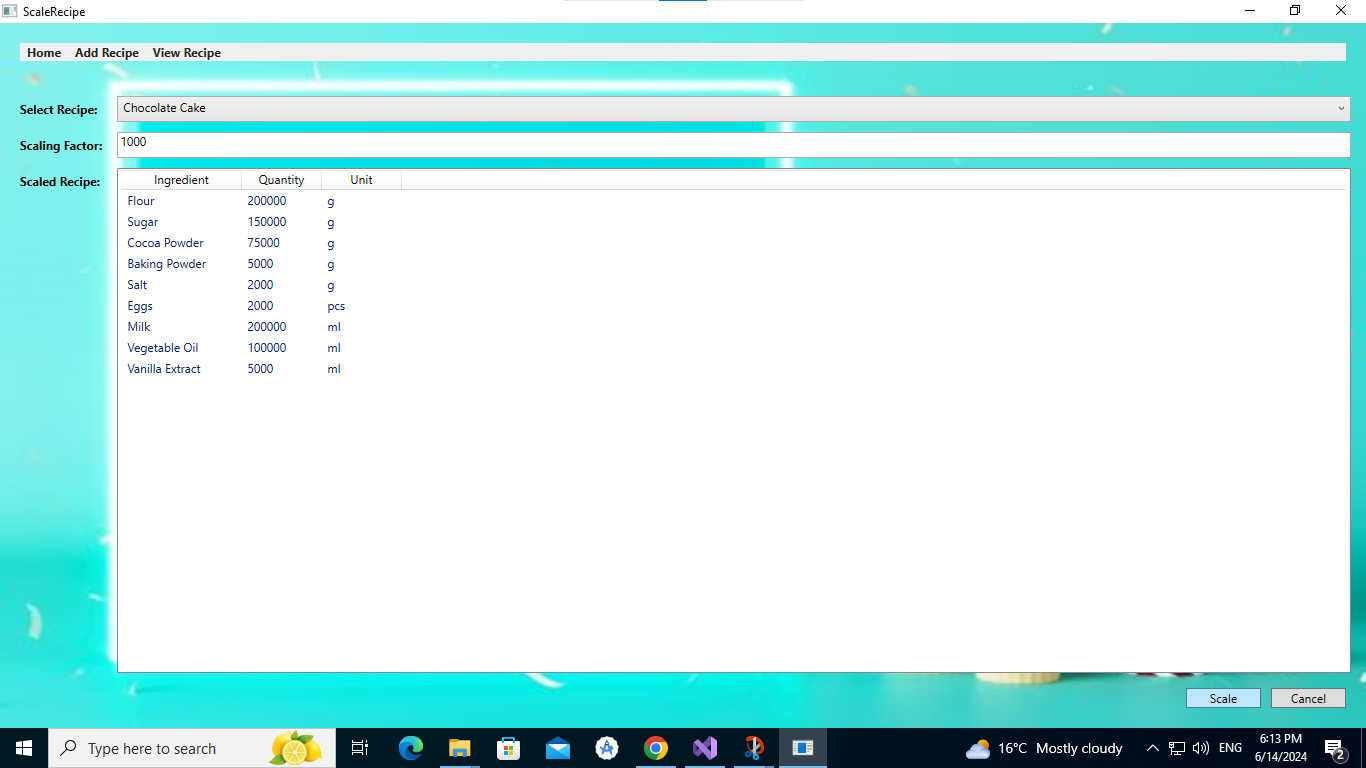 ScaleRecipe
Home Add Recipe View Recipe
Select Recipe: Chocolate Cake
Scaling Factor: 1000
Scaled Recipe: Ingredient Quantity Unit
Flour 200000 g
Sugar 150000 g
Cocoa Powder 75000 g
Baking Powder 5000 g
Salt 2000 g
Eggs 2000 pcs
Milk 200000 ml
Vegetable Oil 100000 ml
Vanilla Extract 5000 ml
Scale Cancel
Type here to search 16°C Mostly cloudy ENG 6:13 PM 2
6/14/2024